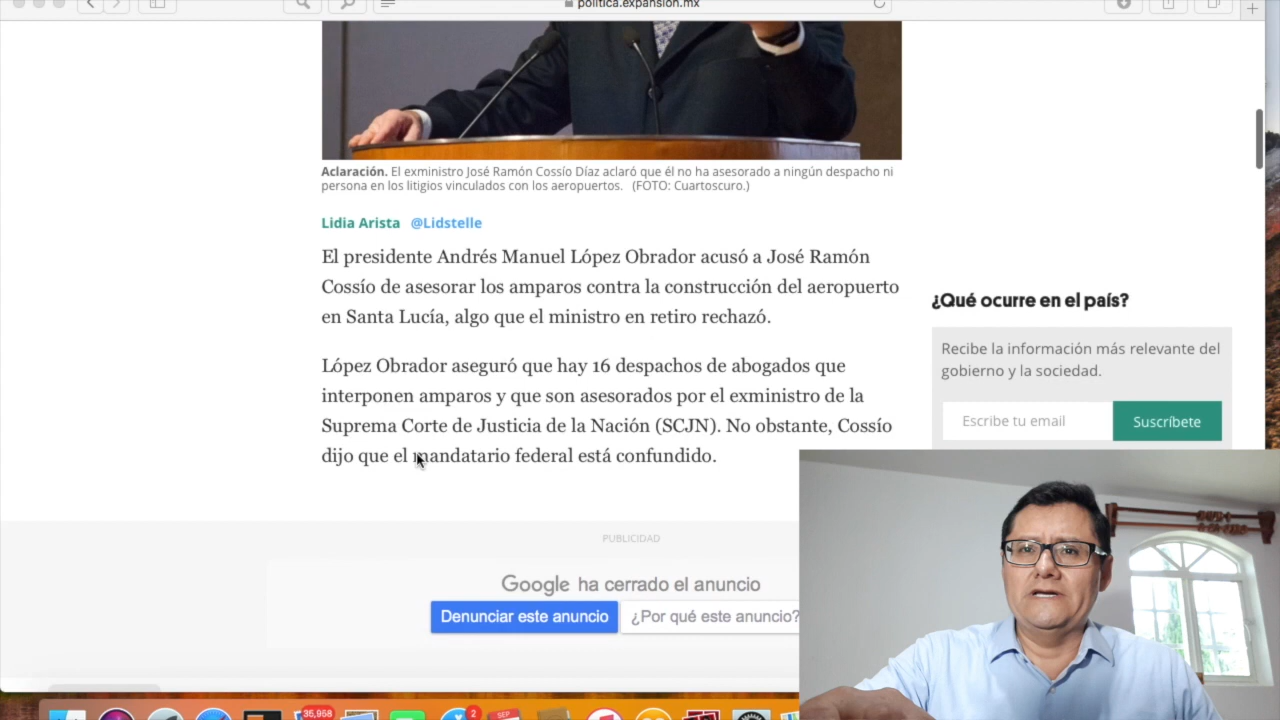 politica.expansion.mx
Aclaración. El exministro José Ramón Cossío Díaz aclaró que él no ha asesorado a ningún despacho ni
persona en los litigios vinculados con los aeropuertos. (FOTO: Cuartoscuro.)
Lidia Arista @Lidstelle
El presidente Andrés Manuel López Obrador acusó a José Ramón
Cossío de asesorar los amparos contra la construcción del aeropuerto
en Santa Lucía, algo que el ministro en retiro rechazó.
López Obrador aseguró que hay 16 despachos de abogados que
interponen amparos y que son asesorados por el exministro de la
Suprema Corte de Justicia de la Nación (SCJN). No obstante, Cossío
dijo que el mandatario federal está confundido.
¿Qué ocurre en el país?
Recibe la información más relevante del
gobierno y la sociedad.
Escribe tu email
Suscríbete
PUBLICIDAD
Google ha cerrado el anuncio
Denunciar este anuncio
¿Por qué este anuncio?
36,968
2
SEP